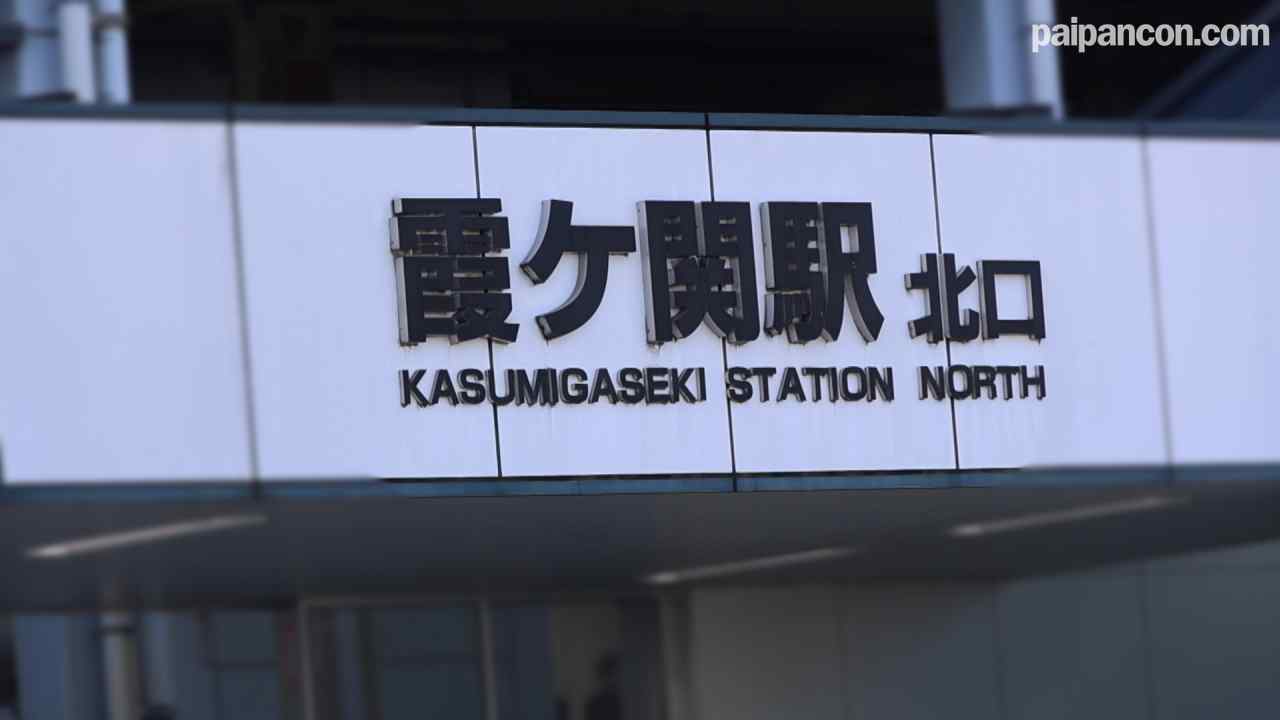 paipancon.com
霞ケ関駅 北口
KASUMIGASEKI STATION NORTH